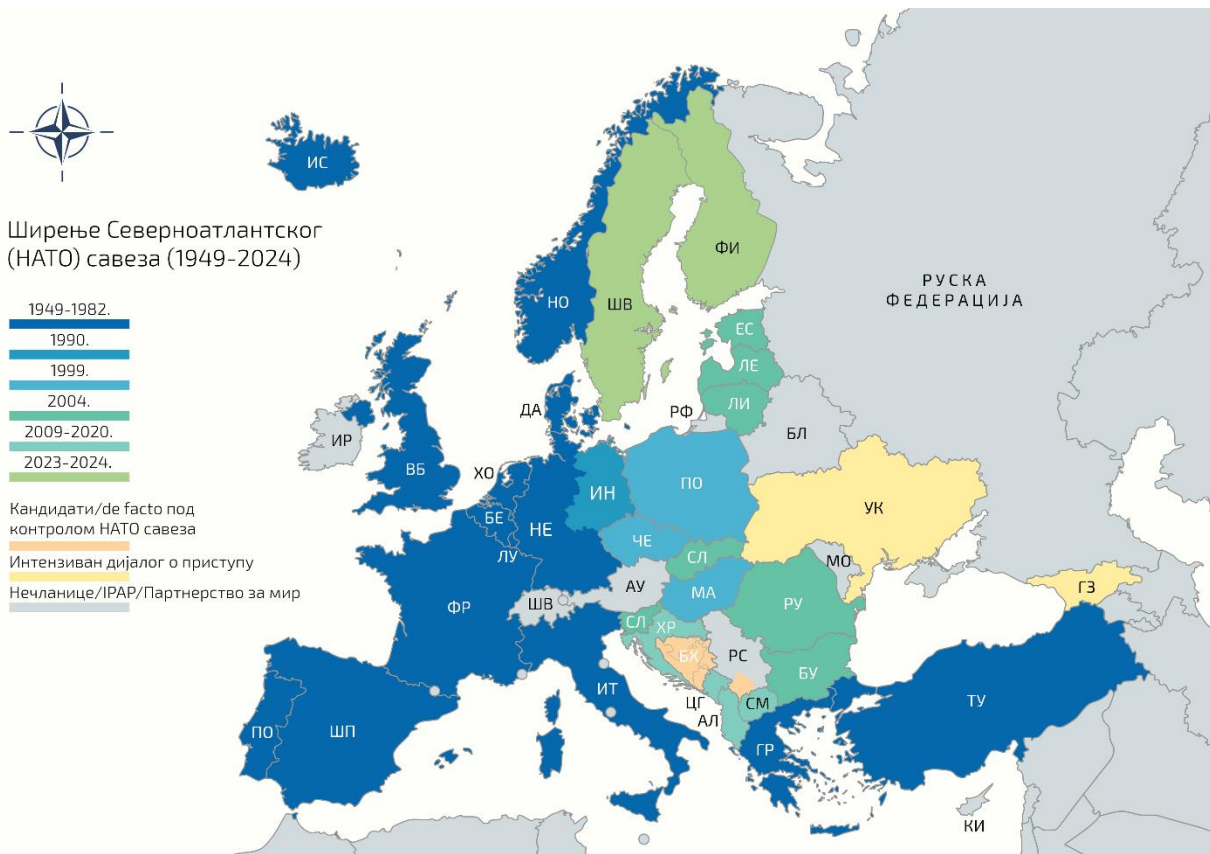 Ширење Северноатлантског
(НАТО) савеза (1949-2024)
1949-1982.
1990.
1999.
2004.
2009-2020.
2023-2024.
Кандидати/de facto под
контролом НАТО савеза
Интензиван дијалог о приступу
Нечланице/IPAP/Партнерство за мир
ИС
НО
ШВ
ФИ
РУСКА
ФЕДЕРАЦИЈА
ЕС
ЛЕ
ЛИ
РФ
БЛ
ДА
ИР
ВБ
ХО
БЕ
ЛУ
НЕ
ИН
ПО
ЧЕ
СЛ
УК
МО
АУ
МА
ШВ
ФР
СЛ
ХР
БХ
РС
РУ
БУ
ГЗ
ИТ
ЦГ
АЛ
СМ
ПО
ШП
ГР
ТУ
КИ